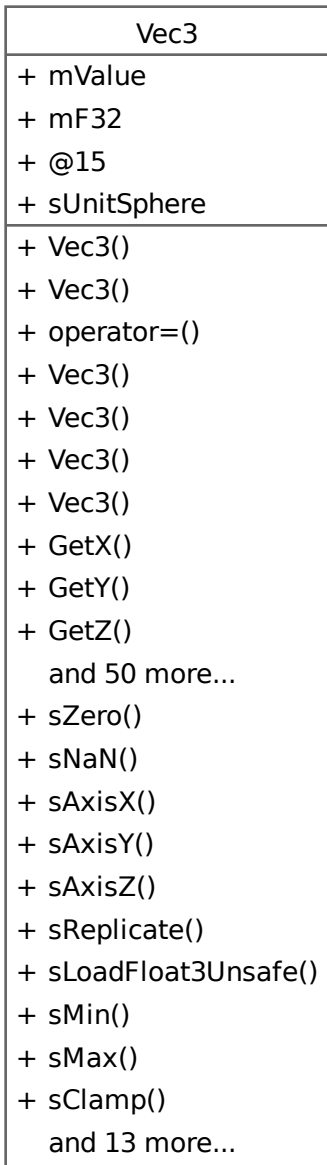 Vec3
+ mValue
+ mF32
+ @15
+ sUnitSphere
+ Vec3()
+ Vec3()
+ operator=()
+ Vec3()
+ Vec3()
+ Vec3()
+ Vec3()
+ GetX()
+ GetY()
+ GetZ()
and 50 more...
+ sZero()
+ sNaN()
+ sAxisX()
+ sAxisY()
+ sAxisZ()
+ sReplicate()
+ sLoadFloat3Unsafe()
+ sMin()
+ sMax()
+ sClamp()
and 13 more...